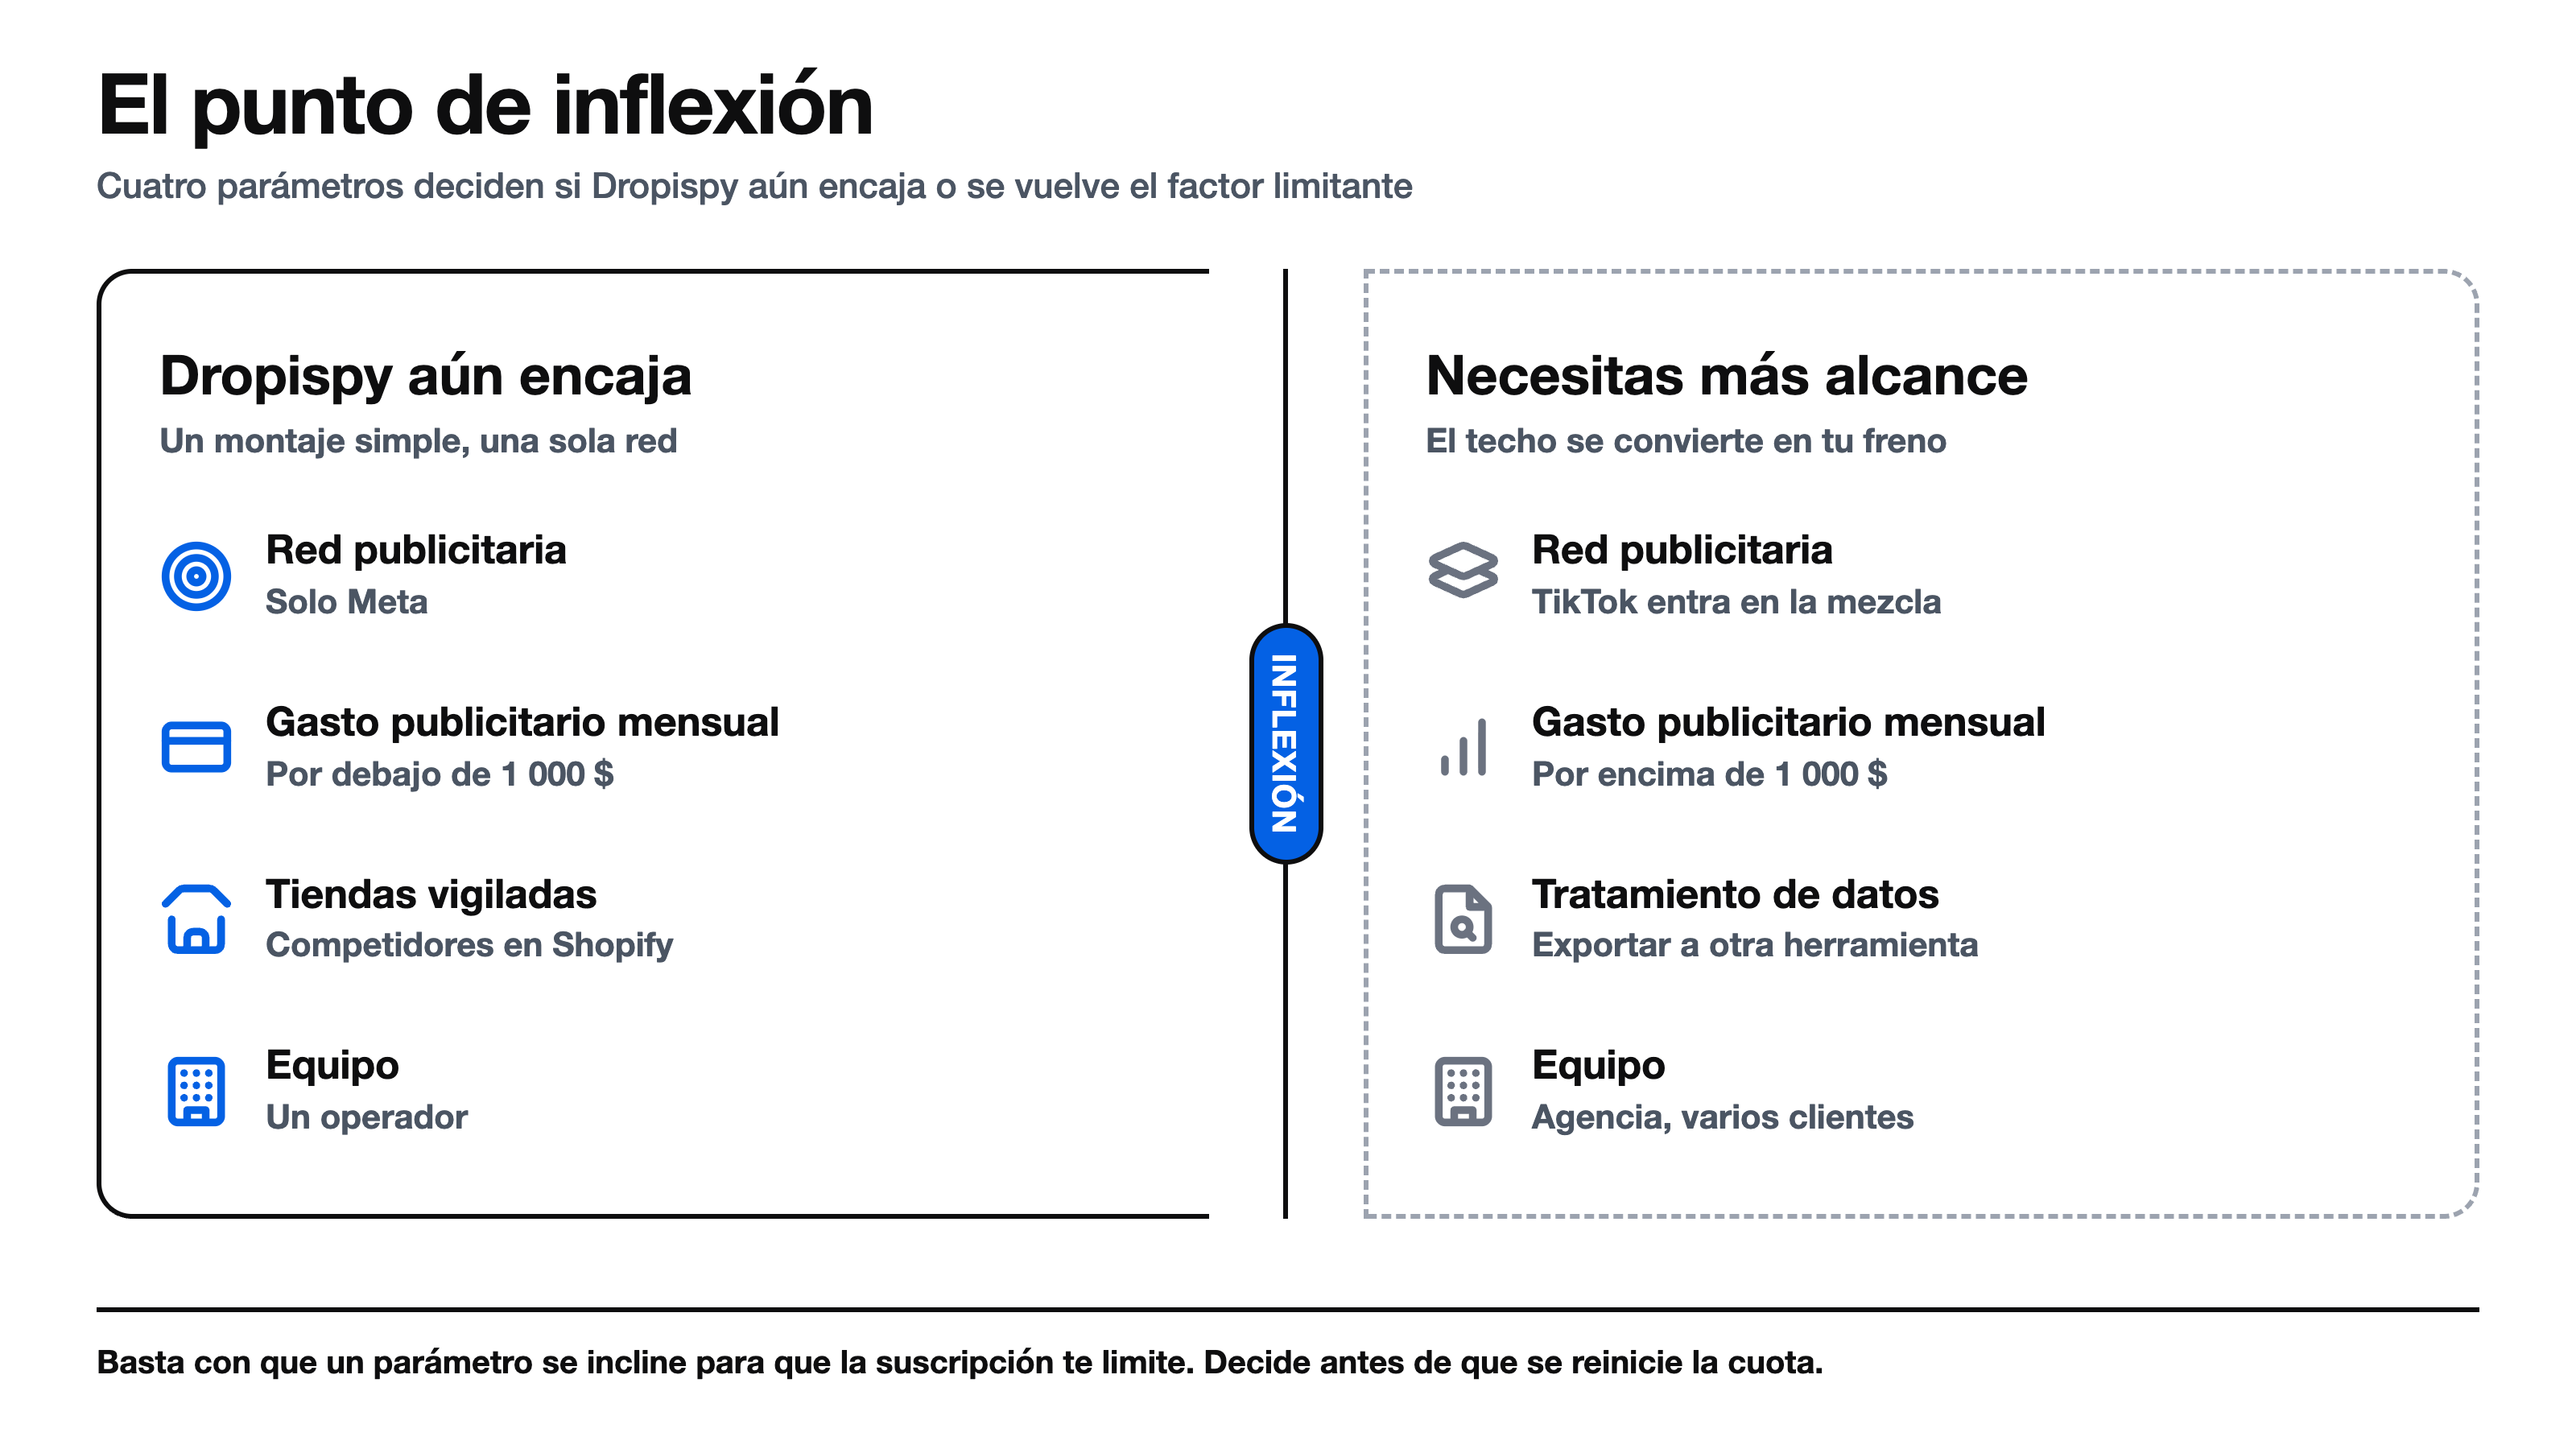 El punto de inflexión
Cuatro parámetros deciden si Dropispy aún encaja o se vuelve el factor limitante
Dropispy aún encaja
Un montaje simple, una sola red
Red publicitaria
Solo Meta
Gasto publicitario mensual
Por debajo de 1 000 $
Tiendas vigiladas
Competidores en Shopify
Equipo
Un operador
INFLEXIÓN
Necesitas más alcance
El techo se convierte en tu freno
Red publicitaria
TikTok entra en la mezcla
Gasto publicitario mensual
Por encima de 1 000 $
Tratamiento de datos
Exportar a otra herramienta
Equipo
Agencia, varios clientes
Basta con que un parámetro se incline para que la suscripción te limite. Decide antes de que se reinicie la cuota.